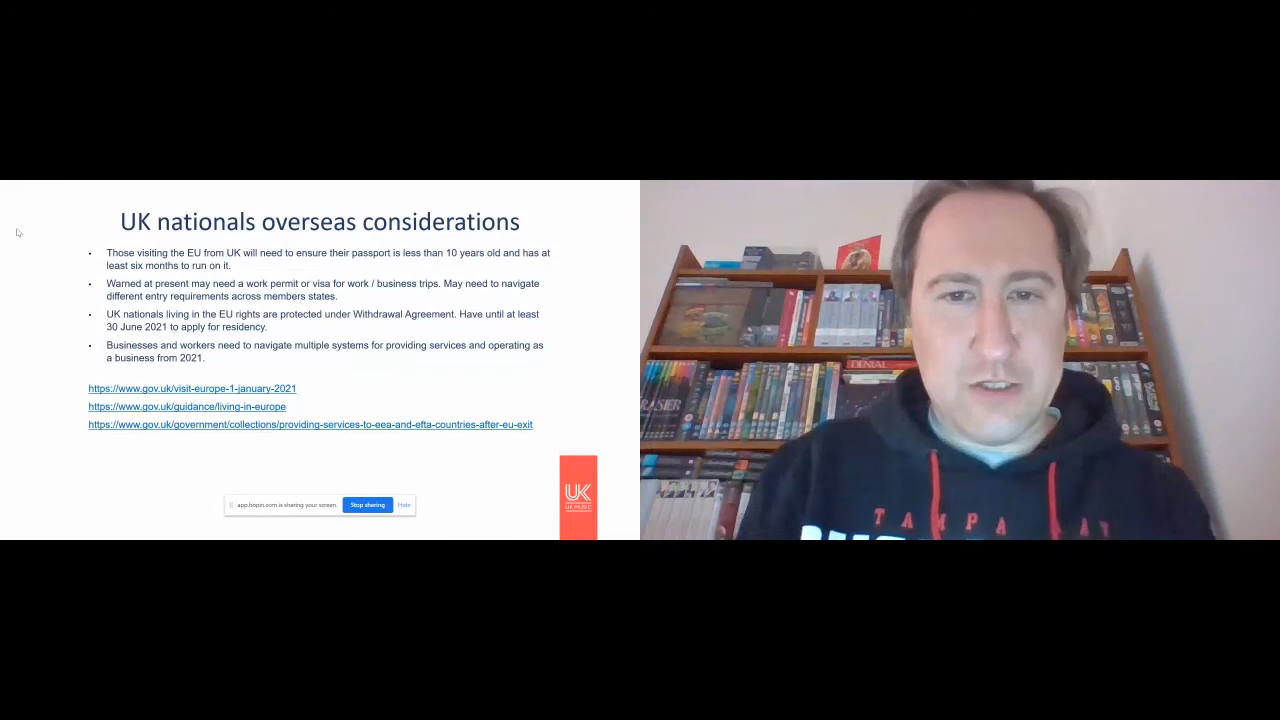 UK nationals overseas considerations
▪ Those visiting the EU from UK will need to ensure their passport is less than 10 years old and has at
least six months to run on it.
▪ Warned at present may need a work permit or visa for work / business trips. May need to navigate
different entry requirements across members states.
▪ UK nationals living in the EU rights are protected under Withdrawal Agreement. Have until at least
30 June 2021 to apply for residency.
▪ Businesses and workers need to navigate multiple systems for providing services and operating as
a business from 2021.
https://www.gov.uk/visit-europe-1-january-2021
https://www.gov.uk/guidance/living-in-europe
https://www.gov.uk/government/collections/providing-services-to-eea-and-efta-countries-after-eu-exit
app.hopin.com is sharing your screen.
Stop sharing
Hide
UK
UK MUSIC
DENIAL
FRASIER
TAMPA